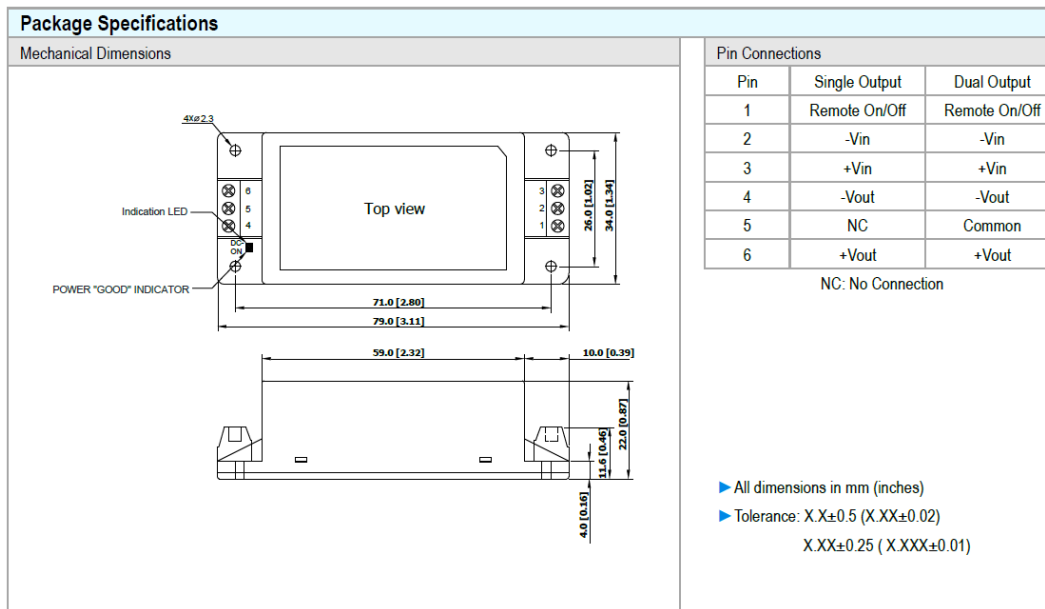 Package Specifications
Mechanical Dimensions
4Xø2.3
6
5
4
DC-
ON
Indication LED
POWER "GOOD" INDICATOR
Top view
3
2
1
26.0 [1.02]
34.0 [1.34]
71.0 [2.80]
79.0 [3.11]
59.0 [2.32]
10.0 [0.39]
11.6 [0.46]
22.0 [0.87]
4.0 [0.16]
Pin Connections
Pin Single Output Dual Output
1 Remote On/Off Remote On/Off
2 -Vin -Vin
3 +Vin +Vin
4 -Vout -Vout
5 NC Common
6 +Vout +Vout
NC: No Connection
All dimensions in mm (inches)
Tolerance: X.X±0.5 (X.XX±0.02)
X.XX±0.25 ( X.XXX±0.01)